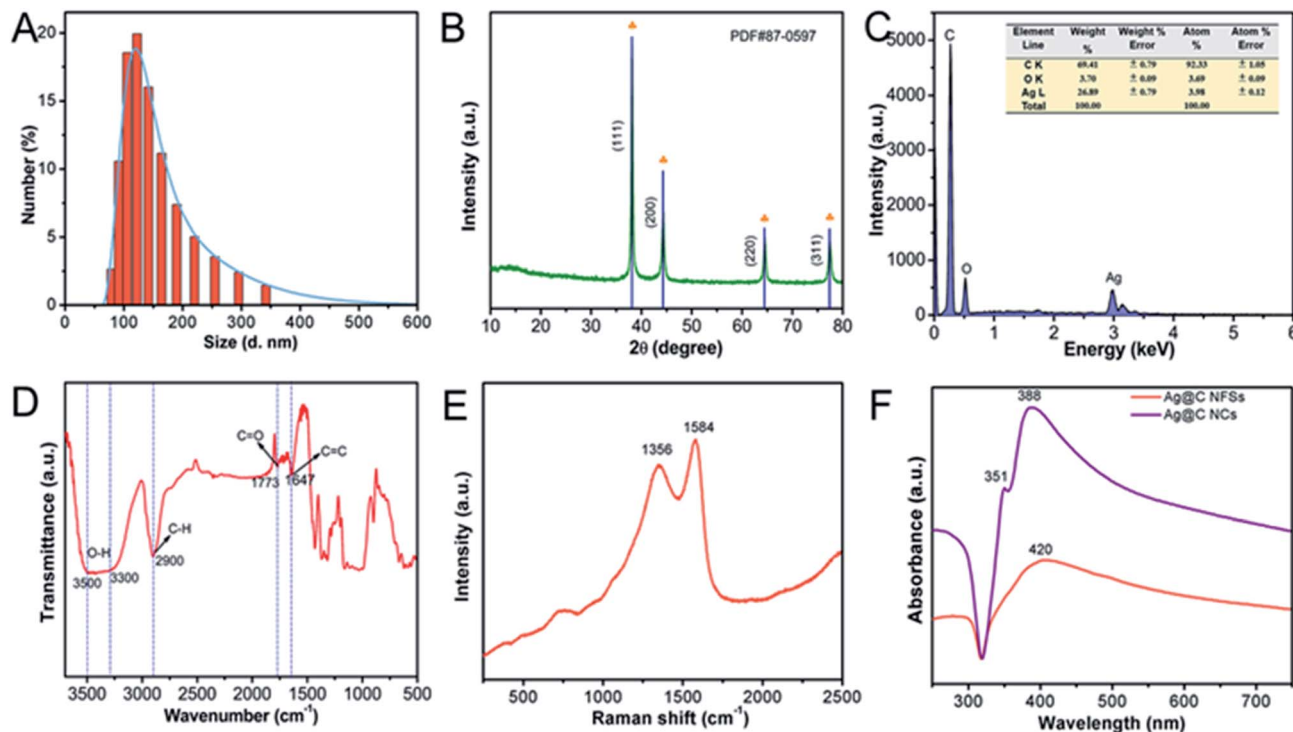 A
Number (%)
20
15
10
5
0
0 100 200 300 400 500 600
Size (d. nm)
B
PDF#87-0597
Intensity (a.u.)
(111)
(200)
(220)
(311)
10 20 30 40 50 60 70 80
2θ (degree)
C
Intensity (a.u.)
5000
4000
3000
2000
1000
0
C
O
Ag
Element Line Weight % Weight % Error Atom % Atom % Error
C K 69.41 ± 0.79 92.33 ± 1.05
O K 3.70 ± 0.09 3.69 ± 0.09
Ag L 26.89 ± 0.79 3.98 ± 0.12
Total 100.00 100.00
0 1 2 3 4 5 6
Energy (keV)
D
Transmittance (a.u.)
O-H
3500
3300
C-H
2900
C=O
1773
C=C
1647
3500 3000 2500 2000 1500 1000 500
Wavenumber (cm⁻¹)
E
Intensity (a.u.)
1356
1584
500 1000 1500 2000 2500
Raman shift (cm⁻¹)
F
Absorbance (a.u.)
Ag@C NFSs
Ag@C NCs
388
351
420
300 400 500 600 700
Wavelength (nm)